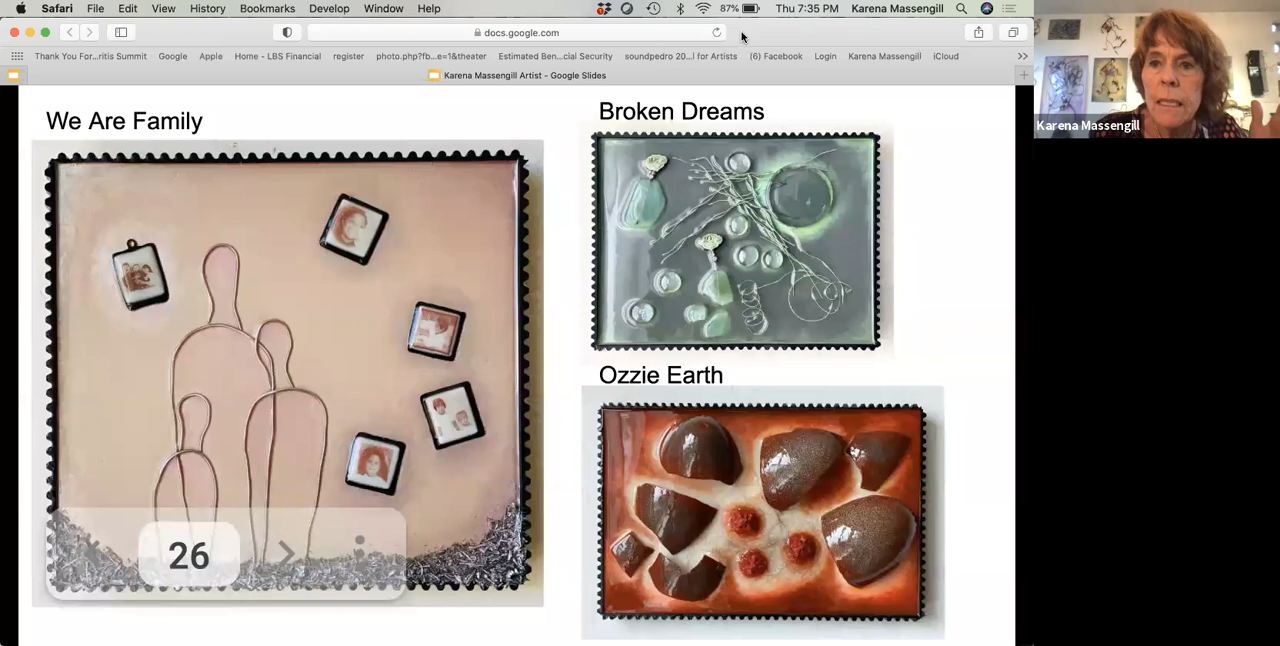 Safari File Edit View History Bookmarks Develop Window Help 87% Thu 7:35 PM Karena Massengill
docs.google.com
Thank You For...ritis Summit Google Apple Home - LBS Financial register photo.php?fb...e=1&theater Estimated Ben...cial Security soundpedro 20...l for Artists (6) Facebook Login Karena Massengill iCloud
Karena Massengill Artist - Google Slides
Karena Massengill
We Are Family
Broken Dreams
Ozzie Earth
26